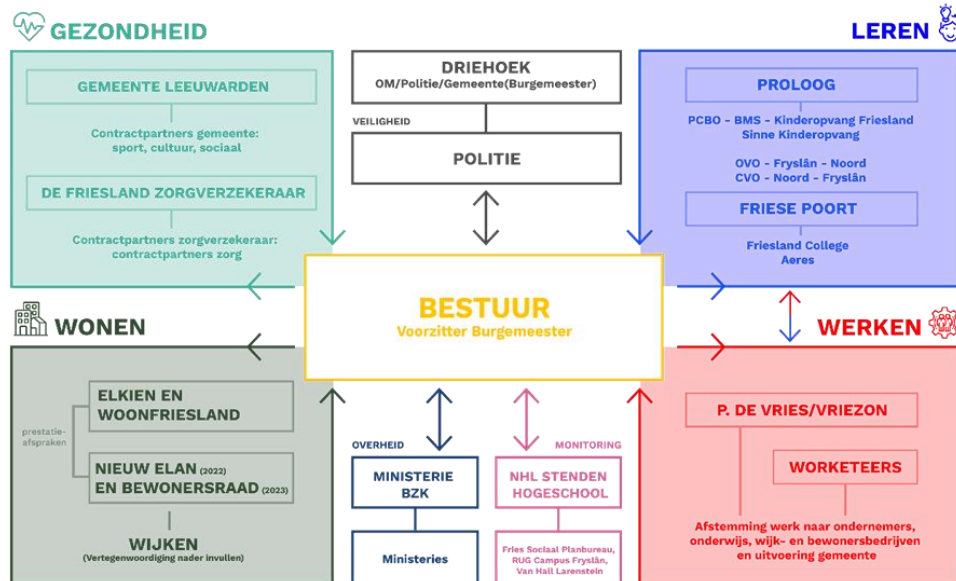 GEZONDHEID
GEMEENTE LEEUWARDEN
Contractpartners gemeente:
sport, cultuur, sociaal
DE FRIESLAND ZORGVERZEKERAAR
Contractpartners zorgverzekeraar:
contractpartners zorg
DRIEHOEK
OM/Politie/Gemeente(Burgemeester)
VEILIGHEID
POLITIE
LEREN
PROLOOG
PCBO - BMS - Kinderopvang Friesland
Sinne Kinderopvang
OVO - Fryslân - Noord
CVO - Noord - Fryslân
FRIESE POORT
Friesland College
Aeres
BESTUUR
Voorzitter Burgemeester
WONEN
ELKIEN EN
WOONFRIESLAND
prestatie-
afspraken
NIEUW ELAN (2022)
EN BEWONERSRAAD (2023)
WIJKEN
(Vertegenwoordiging nader invullen)
OVERHEID
MINISTERIE
BZK
Ministeries
MONITORING
NHL STENDEN
HOGESCHOOL
Fries Sociaal Planbureau,
RUG Campus Fryslân,
Van Hall Larenstein
WERKEN
P. DE VRIES/VRIEZON
WORKETEERS
Afstemming werk naar ondernemers,
onderwijs, wijk- en bewonersbedrijven
en uitvoering gemeente